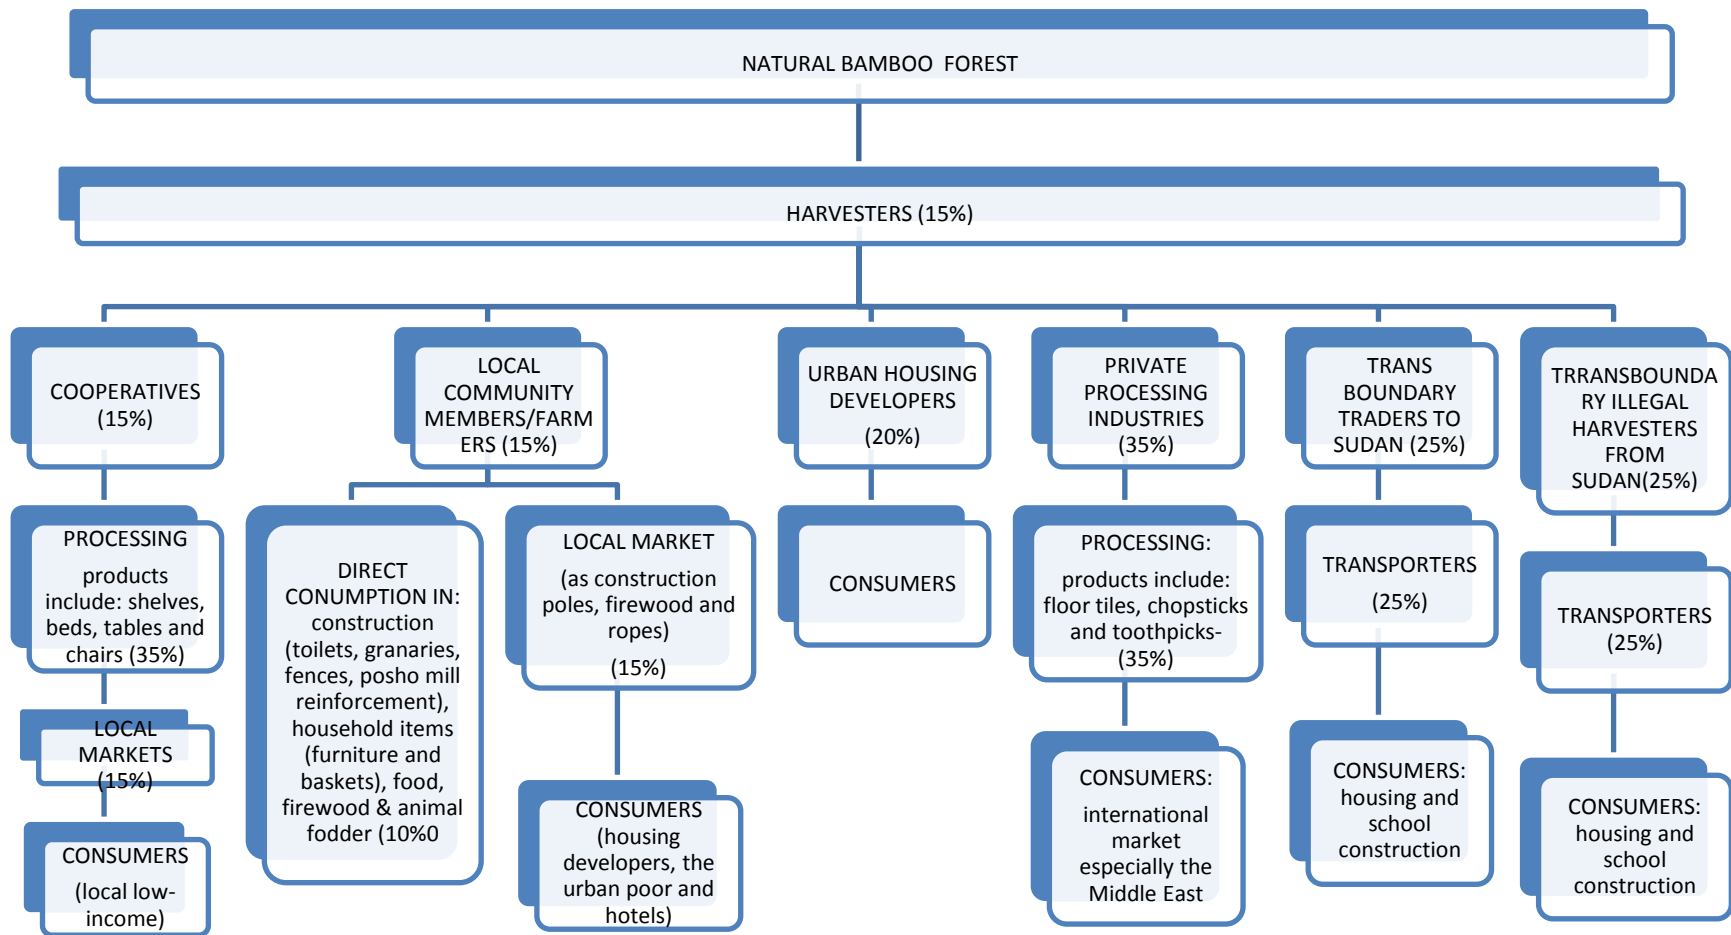 NATURAL BAMBOO FOREST
HARVESTERS (15%)
COOPERATIVES
(15%)
PROCESSING
products
include: shelves,
beds, tables and
chairs (35%)
LOCAL
MARKETS
(15%)
CONSUMERS
(local low-
income)
LOCAL
COMMUNITY
MEMBERS/FARM
ERS (15%)
DIRECT
CONUMPTION IN:
construction
(toilets, granaries,
fences, posho mill
reinforcement),
household items
(furniture and
baskets), food,
firewood & animal
fodder (10%0
LOCAL MARKET
(as construction
poles, firewood and
ropes)
(15%)
CONSUMERS
(housing
developers, the
urban poor and
hotels)
URBAN HOUSING
DEVELOPERS
(20%)
CONSUMERS
PRIVATE
PROCESSING
INDUSTRIES
(35%)
PROCESSING:
products include:
floor tiles, chopsticks
and toothpicks-
(35%)
CONSUMERS:
international
market
especially the
Middle East
TRANS
BOUNDARY
TRADERS TO
SUDAN (25%)
TRANSPORTERS
(25%)
CONSUMERS:
housing and
school
construction
TRRANSBOUNDA
RY ILLEGAL
HARVESTERS
FROM
SUDAN(25%)
TRANSPORTERS
(25%)
CONSUMERS:
housing and
school
construction